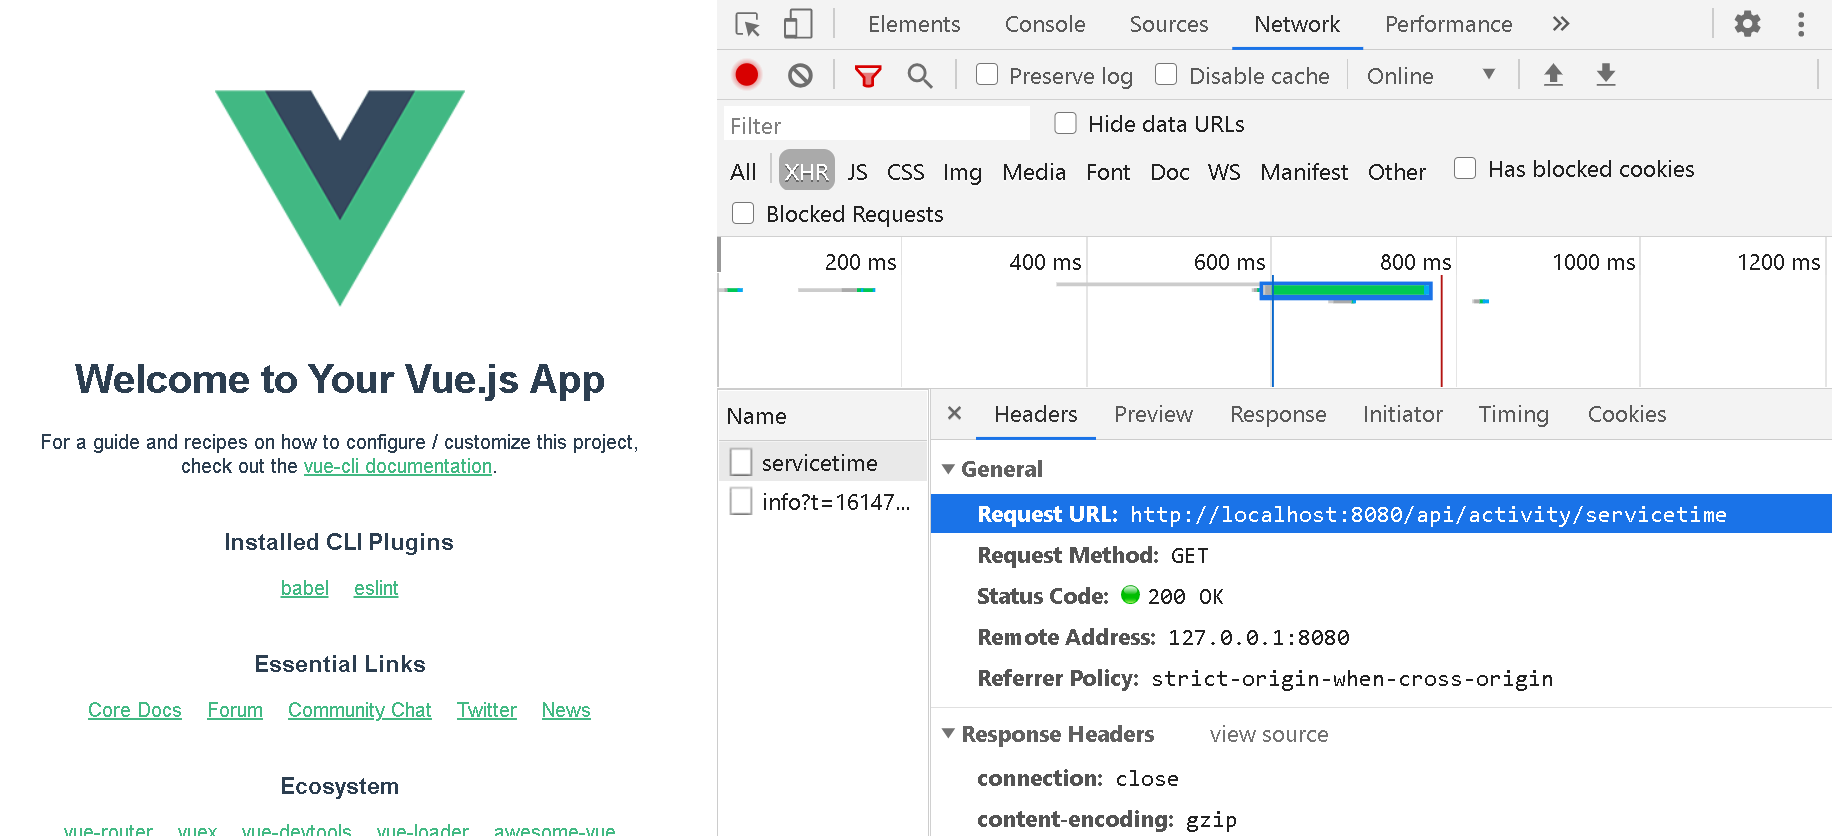 Welcome to Your Vue.js App
For a guide and recipes on how to configure / customize this project,
check out the vue-cli documentation.
Installed CLI Plugins
babel eslint
Essential Links
Core Docs Forum Community Chat Twitter News
Ecosystem
vue-router vuex vue-devtools vue-loader awesome-vue
Elements Console Sources Network Performance
Preserve log Disable cache Online
Filter Hide data URLs
All XHR JS CSS Img Media Font Doc WS Manifest Other Has blocked cookies
Blocked Requests
200 ms 400 ms 600 ms 800 ms 1000 ms 1200 ms
Name
servicetime
info?t=16147...
Headers Preview Response Initiator Timing Cookies
General
Request URL: http://localhost:8080/api/activity/servicetime
Request Method: GET
Status Code: 200 OK
Remote Address: 127.0.0.1:8080
Referrer Policy: strict-origin-when-cross-origin
Response Headers view source
connection: close
content-encoding: gzip